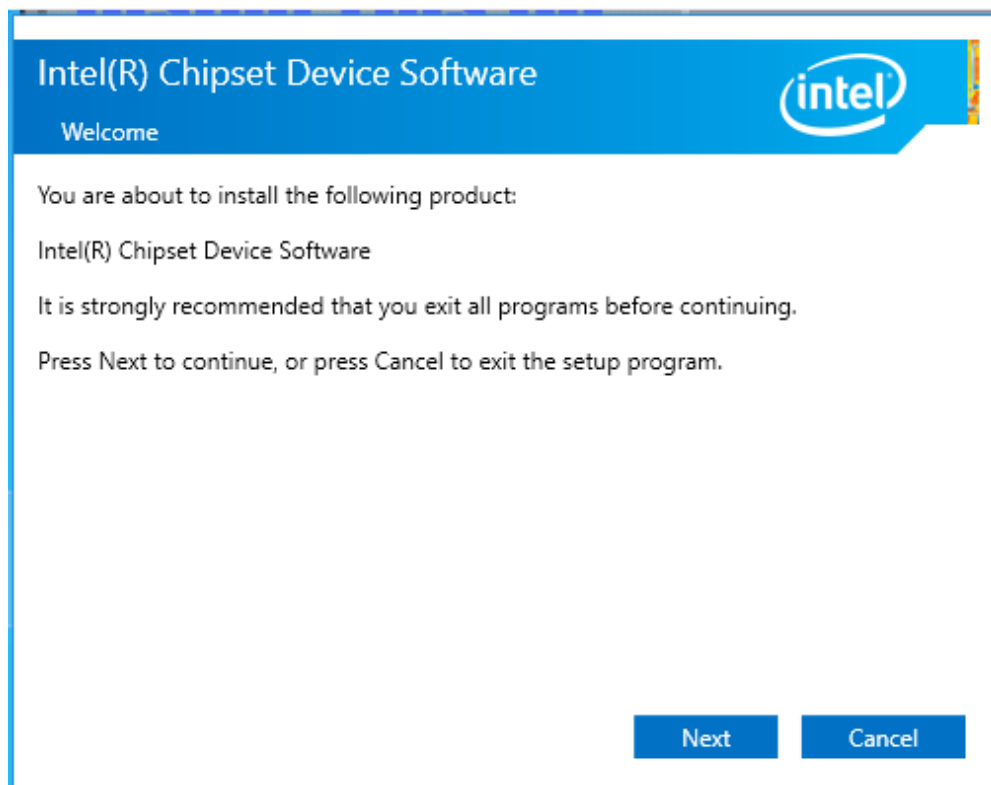 Intel(R) Chipset Device Software
intel
Welcome
You are about to install the following product:
Intel(R) Chipset Device Software
It is strongly recommended that you exit all programs before continuing.
Press Next to continue, or press Cancel to exit the setup program.
Next
Cancel